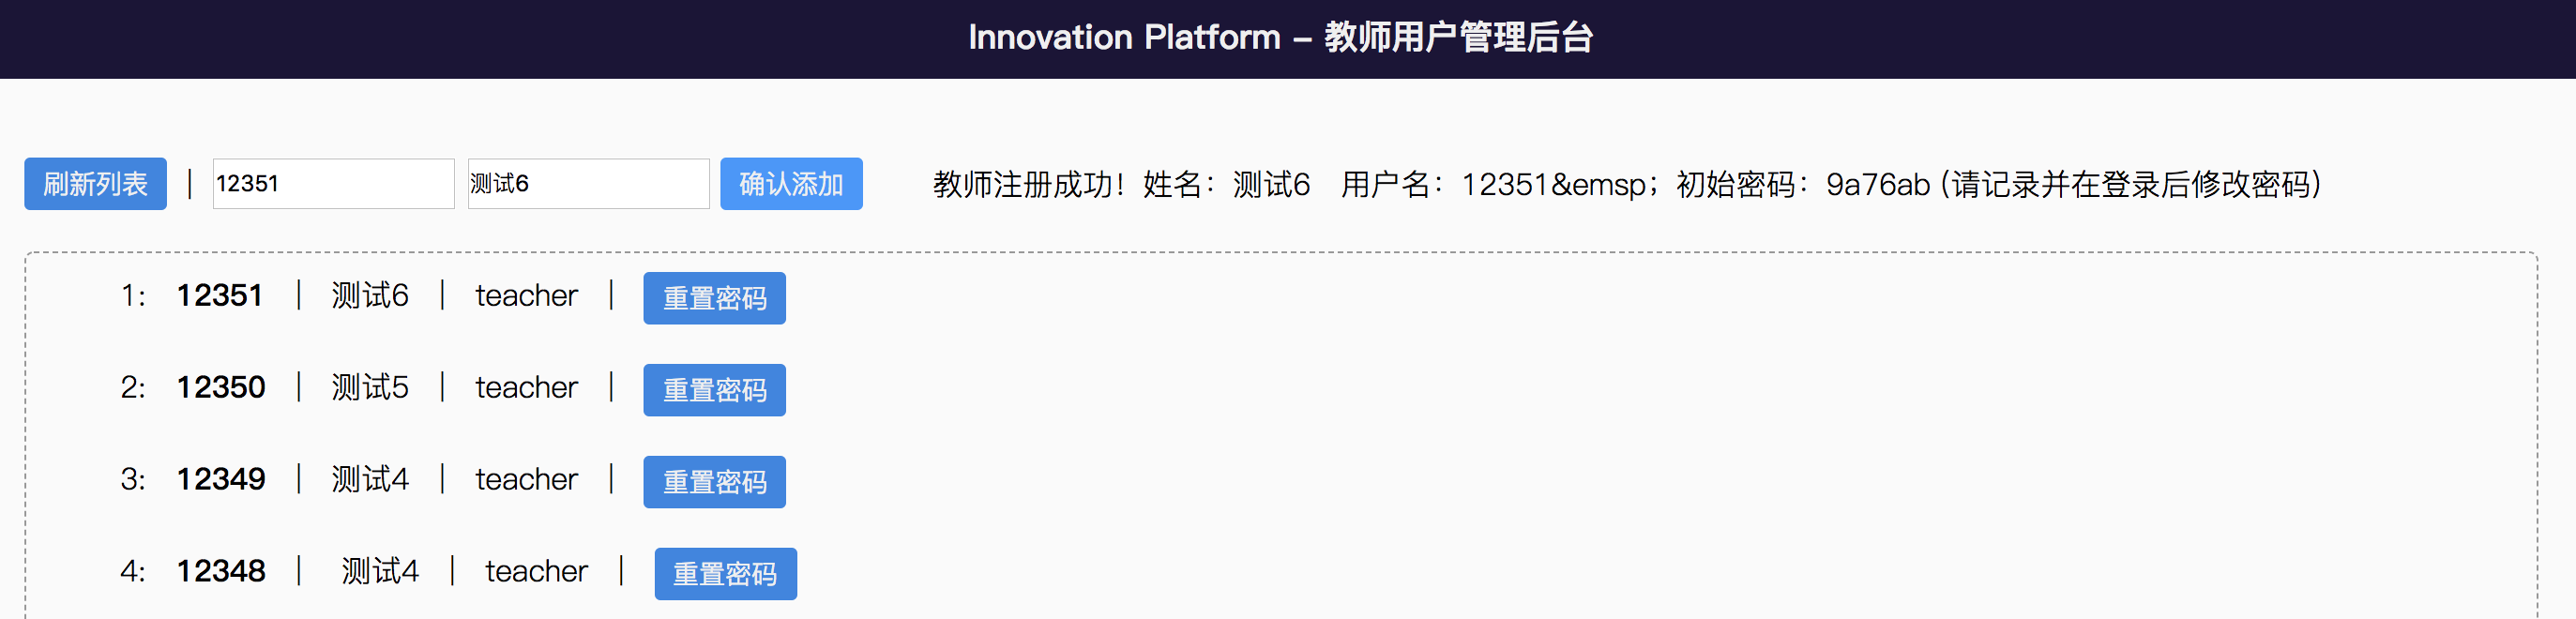 Innovation Platform - 教师用户管理后台
刷新列表 | 12351 测试6 确认添加 教师注册成功！姓名：测试6 用户名：12351&emsp；初始密码：9a76ab (请记录并在登录后修改密码)
1: 12351 | 测试6 | teacher | 重置密码
2: 12350 | 测试5 | teacher | 重置密码
3: 12349 | 测试4 | teacher | 重置密码
4: 12348 | 测试4 | teacher | 重置密码